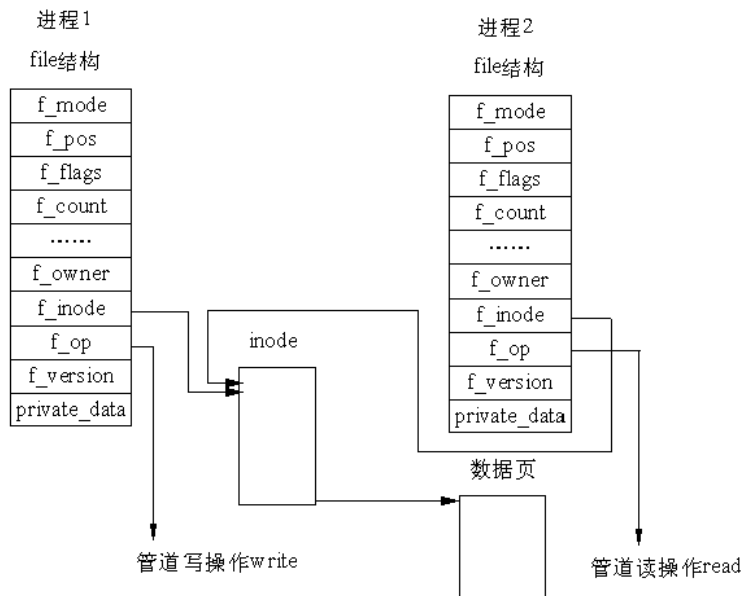 进程1
file结构
f_mode
f_pos
f_flags
f_count
……
f_owner
f_inode
f_op
f_version
private_data
进程2
file结构
f_mode
f_pos
f_flags
f_count
……
f_owner
f_inode
f_op
f_version
private_data
inode
数据页
管道写操作write
管道读操作read